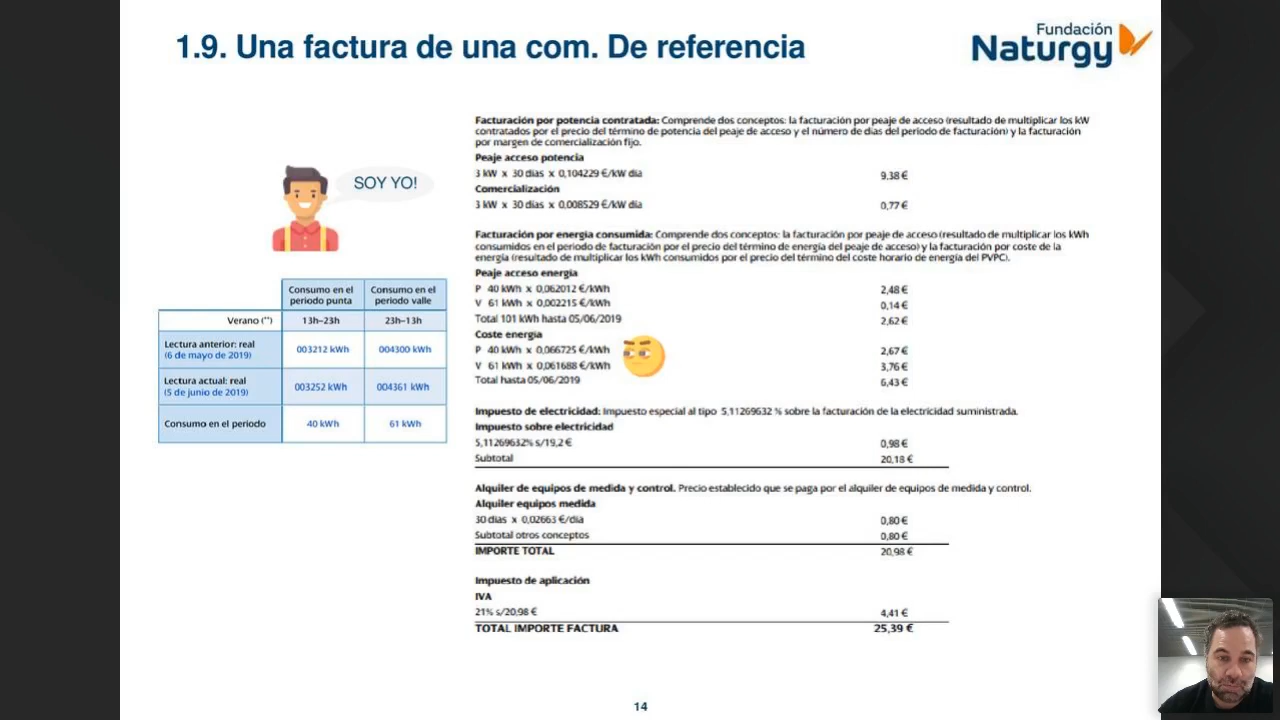 1.9. Una factura de una com. De referencia
Fundación
Naturgy
SOY YO!
Consumo en el periodo punta
Consumo en el periodo valle
Verano (**)
13h–23h
23h–13h
Lectura anterior: real
(6 de mayo de 2019)
003212 kWh
004300 kWh
Lectura actual: real
(5 de junio de 2019)
003252 kWh
004361 kWh
Consumo en el periodo
40 kWh
61 kWh
Facturación por potencia contratada: Comprende dos conceptos: la facturación por peaje de acceso (resultado de multiplicar los kW
contratados por el precio del término de potencia del peaje de acceso y el número de días del periodo de facturación) y la facturación
por margen de comercialización fijo.
Peaje acceso potencia
3 kW x 30 días x 0,104229 €/kW día 9,38 €
Comercialización
3 kW x 30 días x 0,008529 €/kW día 0,77 €
Facturación por energía consumida: Comprende dos conceptos: la facturación por peaje de acceso (resultado de multiplicar los kWh
consumidos en el periodo de facturación por el precio del término de energía del peaje de acceso) y la facturación por coste de la
energía (resultado de multiplicar los kWh consumidos por el precio del término del coste horario de energía del PVPC).
Peaje acceso energía
P 40 kWh x 0,062012 €/kWh 2,48 €
V 61 kWh x 0,002215 €/kWh 0,14 €
Total 101 kWh hasta 05/06/2019 2,62 €
Coste energía
P 40 kWh x 0,066725 €/kWh 2,67 €
V 61 kWh x 0,061688 €/kWh 3,76 €
Total hasta 05/06/2019 6,43 €
Impuesto de electricidad: Impuesto especial al tipo 5,11269632 % sobre la facturación de la electricidad suministrada.
Impuesto sobre electricidad
5,11269632% s/19,2 € 0,98 €
Subtotal 20,18 €
Alquiler de equipos de medida y control. Precio establecido que se paga por el alquiler de equipos de medida y control.
Alquiler equipos medida
30 días x 0,02663 €/día 0,80 €
Subtotal otros conceptos 0,80 €
IMPORTE TOTAL 20,98 €
Impuesto de aplicación
IVA
21% s/20,98 € 4,41 €
TOTAL IMPORTE FACTURA 25,39 €
14